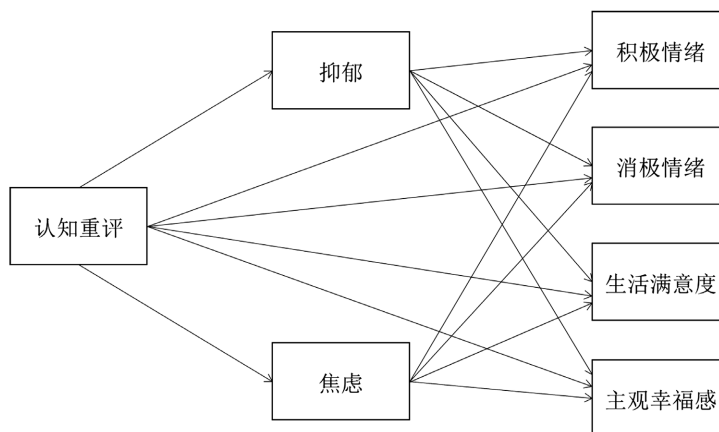 抑郁
积极情绪
消极情绪
认知重评
生活满意度
焦虑
主观幸福感